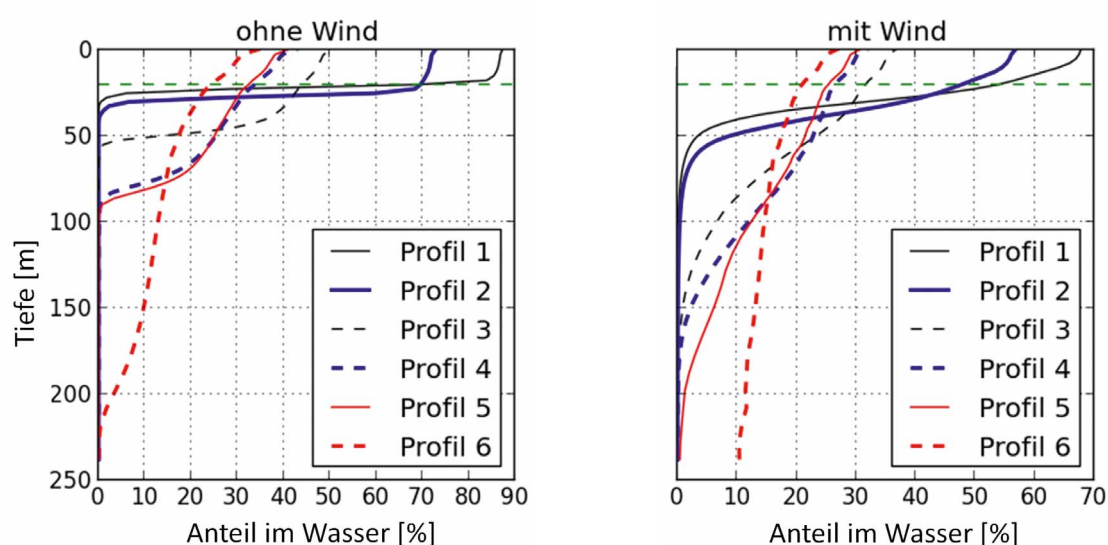 ohne Wind
0
50
100
150
200
250
Tiefe [m]
0 10 20 30 40 50 60 70 80 90
Anteil im Wasser [%]
Profil 1
Profil 2
Profil 3
Profil 4
Profil 5
Profil 6
mit Wind
0 10 20 30 40 50 60 70
Anteil im Wasser [%]
Profil 1
Profil 2
Profil 3
Profil 4
Profil 5
Profil 6